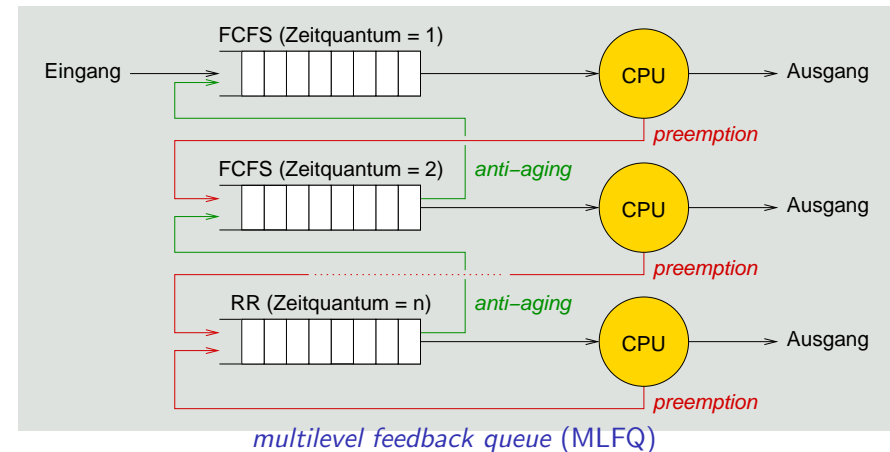 FCFS (Zeitquantum = 1)
Eingang
CPU
Ausgang
preemption
FCFS (Zeitquantum = 2)
anti−aging
CPU
Ausgang
preemption
RR (Zeitquantum = n)
anti−aging
CPU
Ausgang
preemption
multilevel feedback queue (MLFQ)